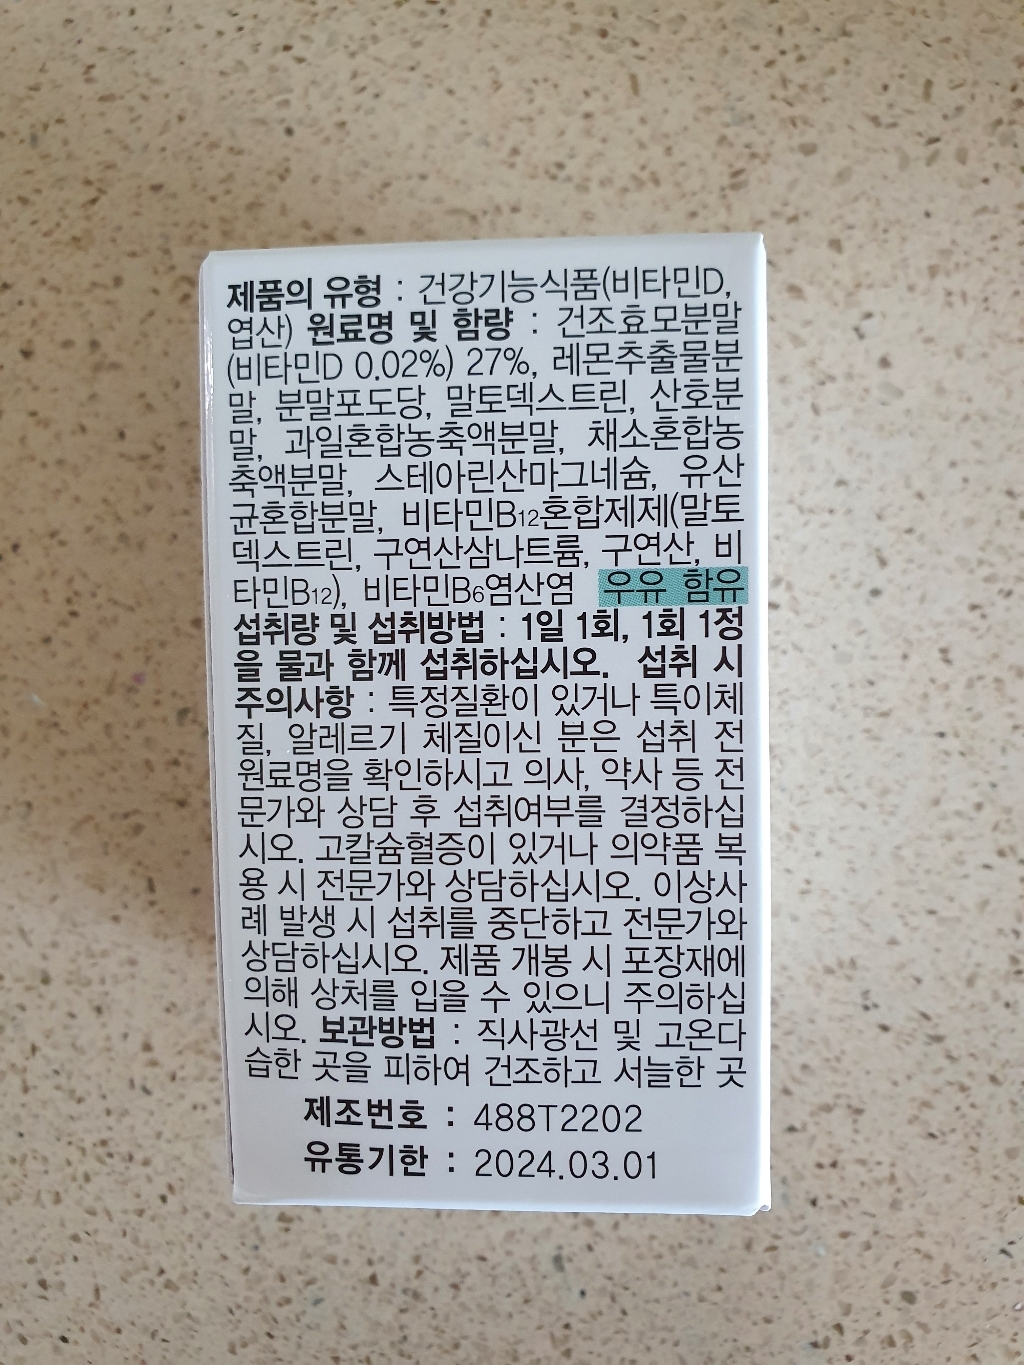 제품의 유형 : 건강기능식품(비타민D,
엽산) 원료명 및 함량 : 건조효모분말
(비타민D 0.02%) 27%, 레몬추출물분
말, 분말포도당, 말토덱스트린, 산호분
말, 과일혼합농축액분말, 채소혼합농
축액분말, 스테아린산마그네슘, 유산
균혼합분말, 비타민B12혼합제제(말토
덱스트린, 구연산삼나트륨, 구연산, 비
타민B12), 비타민B6염산염 우유 함유
섭취량 및 섭취방법 : 1일 1회, 1회 1정
을 물과 함께 섭취하십시오. 섭취 시
주의사항 : 특정질환이 있거나 특이체
질, 알레르기 체질이신 분은 섭취 전
원료명을 확인하시고 의사, 약사 등 전
문가와 상담 후 섭취여부를 결정하십
시오. 고칼슘혈증이 있거나 의약품 복
용 시 전문가와 상담하십시오. 이상사
례 발생 시 섭취를 중단하고 전문가와
상담하십시오. 제품 개봉 시 포장재에
의해 상처를 입을 수 있으니 주의하십
시오. 보관방법 : 직사광선 및 고온다
습한 곳을 피하여 건조하고 서늘한 곳
제조번호 : 488T2202
유통기한 : 2024.03.01